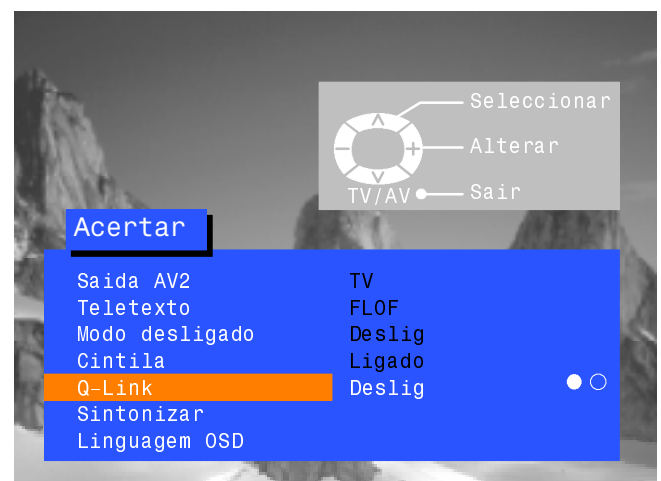 Seleccionar
Alterar
TV/AV Sair
Acertar
Saida AV2 TV
Teletexto FLOF
Modo desligado Deslig
Cintila Ligado
Q-Link Deslig
Sintonizar
Linguagem OSD